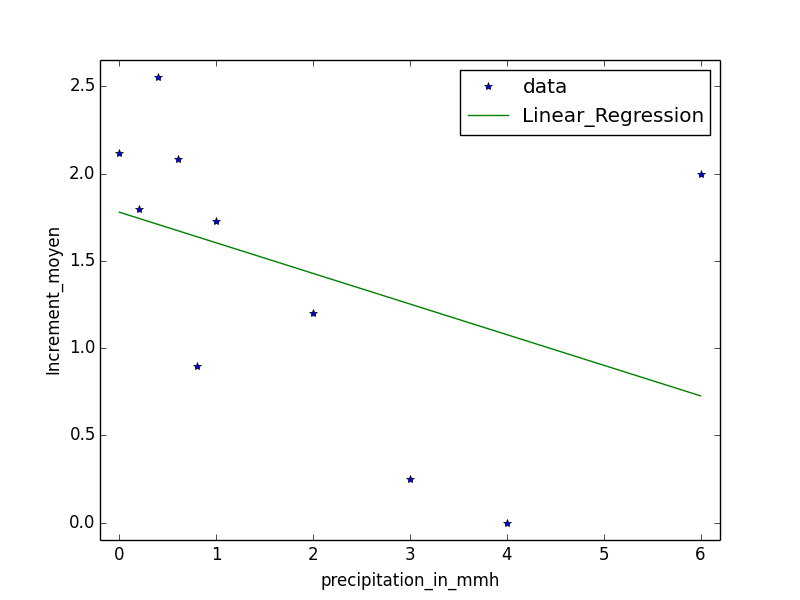 data
Linear_Regression
2.5
2.0
1.5
1.0
0.5
0.0
Increment_moyen
0 1 2 3 4 5 6
precipitation_in_mmh